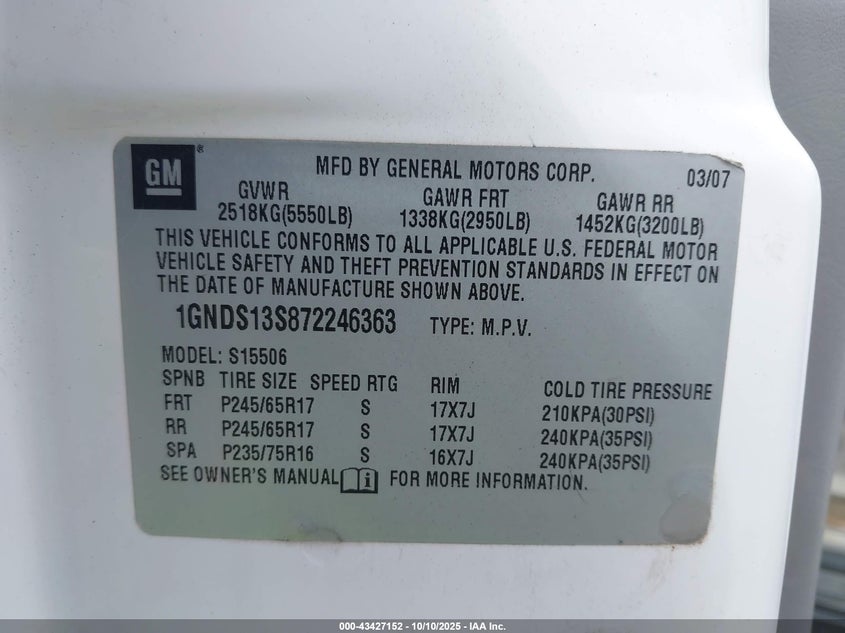 GM ®
MFD BY GENERAL MOTORS CORP. 03/07
GVWR GAWR FRT GAWR RR
2518KG(5550LB) 1338KG(2950LB) 1452KG(3200LB)
THIS VEHICLE CONFORMS TO ALL APPLICABLE U.S. FEDERAL MOTOR
VEHICLE SAFETY AND THEFT PREVENTION STANDARDS IN EFFECT ON
THE DATE OF MANUFACTURE SHOWN ABOVE.
1GNDS13S872246363 TYPE: M.P.V.
MODEL: S15506
SPNB TIRE SIZE SPEED RTG RIM COLD TIRE PRESSURE
FRT P245/65R17 S 17X7J 210KPA(30PSI)
RR P245/65R17 S 17X7J 240KPA(35PSI)
SPA P235/75R16 S 16X7J 240KPA(35PSI)
SEE OWNER'S MANUAL i FOR MORE INFORMATION.
000-43427152 - 10/10/2025 - IAA Inc.